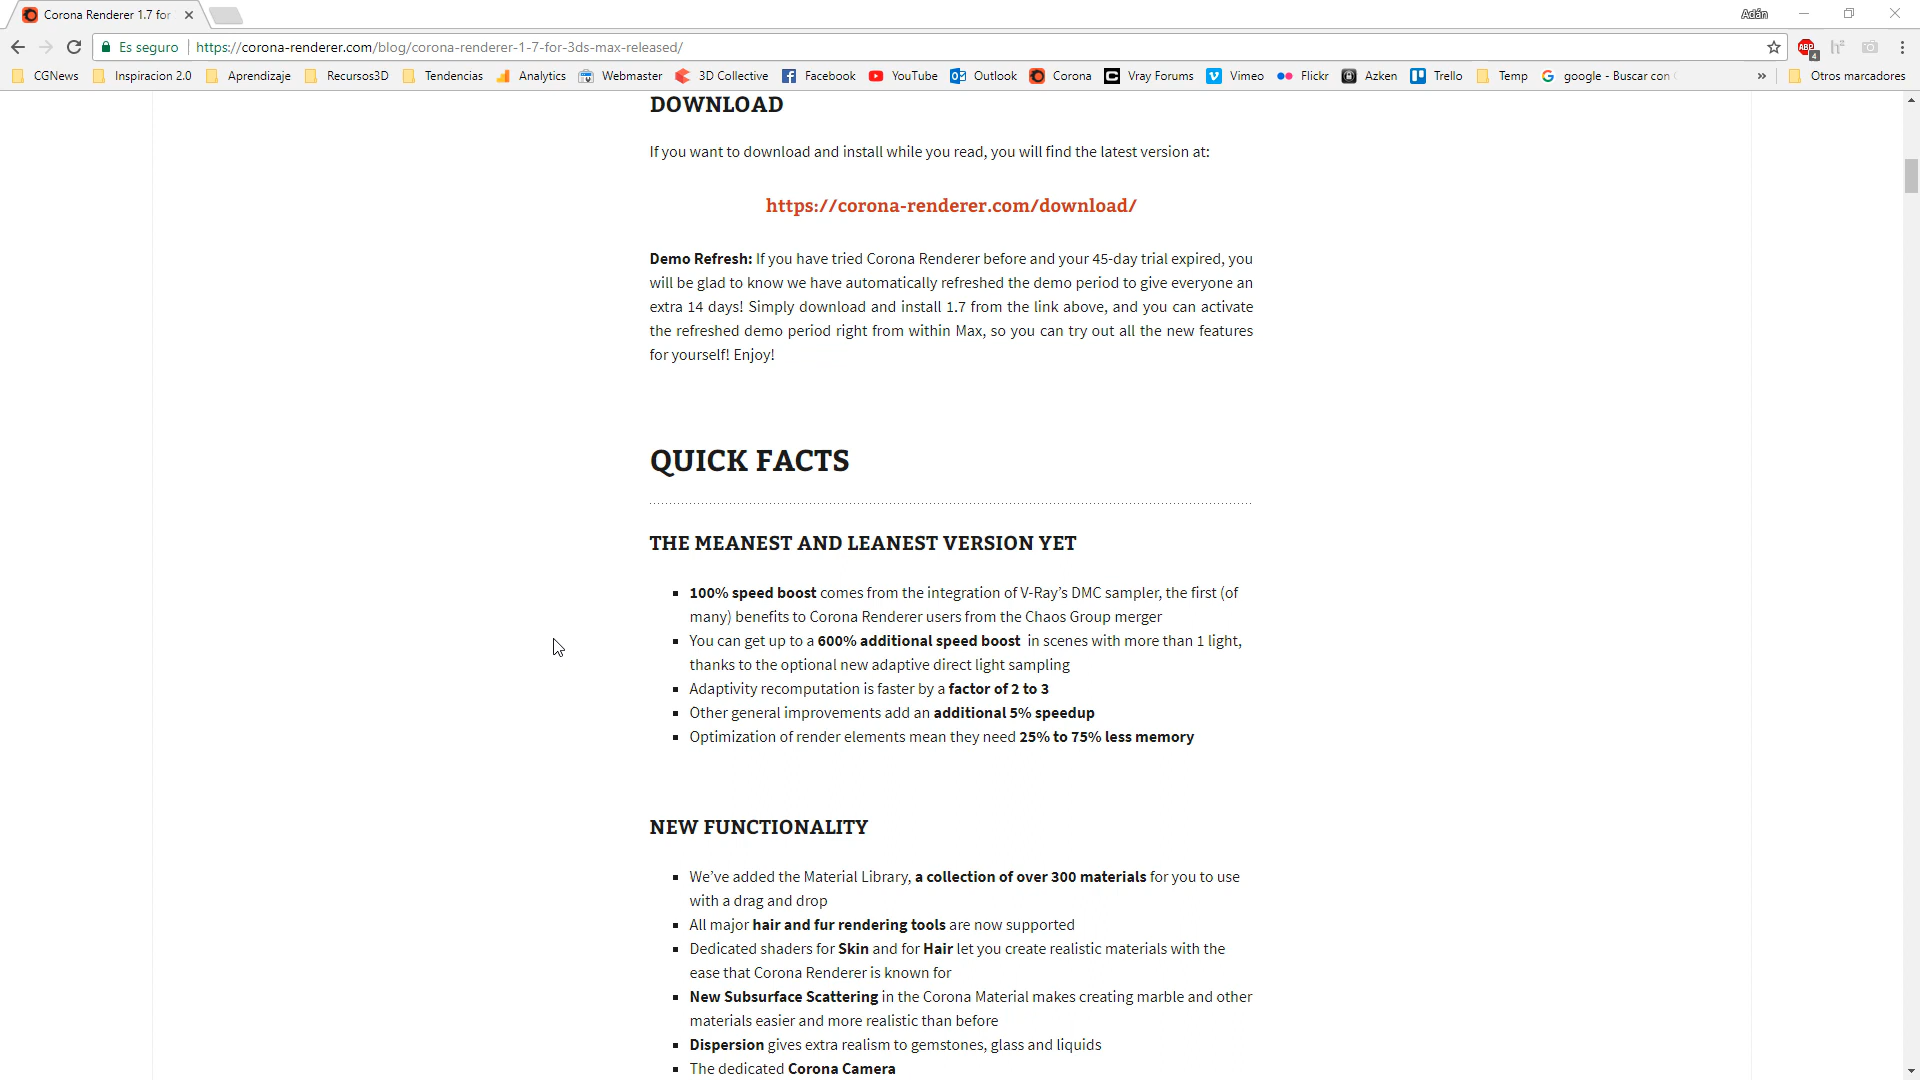 Corona Renderer 1.7 for
Adán
Es seguro
https://corona-renderer.com/blog/corona-renderer-1-7-for-3ds-max-released/
ABP
4
h²
CGNews
Inspiracion 2.0
Aprendizaje
Recursos3D
Tendencias
Analytics
Webmaster
3D Collective
Facebook
YouTube
Outlook
Corona
Vray Forums
Vimeo
Flickr
Azken
Trello
Temp
google - Buscar con
»
Otros marcadores
DOWNLOAD
If you want to download and install while you read, you will find the latest version at:
https://corona-renderer.com/download/
Demo Refresh: If you have tried Corona Renderer before and your 45-day trial expired, you
will be glad to know we have automatically refreshed the demo period to give everyone an
extra 14 days! Simply download and install 1.7 from the link above, and you can activate
the refreshed demo period right from within Max, so you can try out all the new features
for yourself! Enjoy!
QUICK FACTS
THE MEANEST AND LEANEST VERSION YET
100% speed boost comes from the integration of V-Ray’s DMC sampler, the first (of
many) benefits to Corona Renderer users from the Chaos Group merger
You can get up to a 600% additional speed boost in scenes with more than 1 light,
thanks to the optional new adaptive direct light sampling
Adaptivity recomputation is faster by a factor of 2 to 3
Other general improvements add an additional 5% speedup
Optimization of render elements mean they need 25% to 75% less memory
NEW FUNCTIONALITY
We’ve added the Material Library, a collection of over 300 materials for you to use
with a drag and drop
All major hair and fur rendering tools are now supported
Dedicated shaders for Skin and for Hair let you create realistic materials with the
ease that Corona Renderer is known for
New Subsurface Scattering in the Corona Material makes creating marble and other
materials easier and more realistic than before
Dispersion gives extra realism to gemstones, glass and liquids
The dedicated Corona Camera